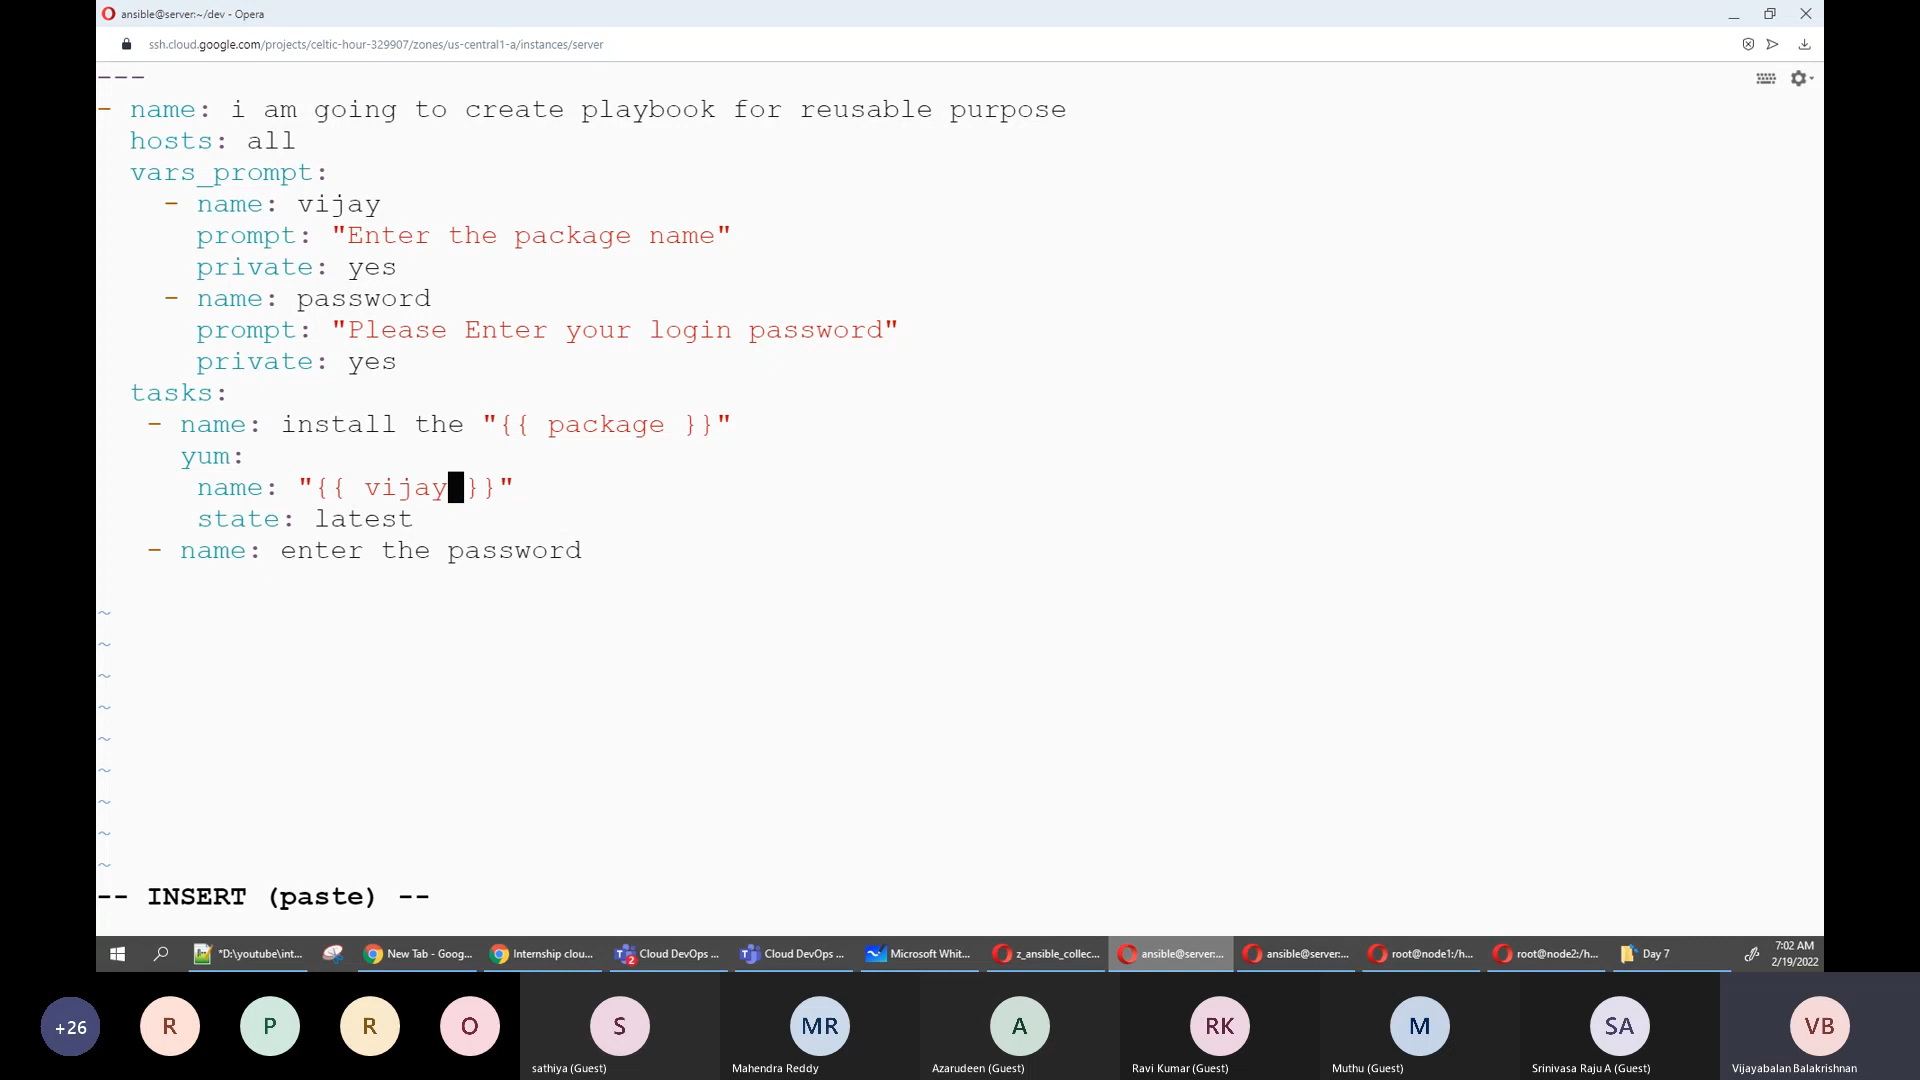 ansible@server:~/dev - Opera
ssh.cloud.google.com/projects/celtic-hour-329907/zones/us-central1-a/instances/server
---
- name: i am going to create playbook for reusable purpose
  hosts: all
  vars_prompt:
    - name: vijay
      prompt: "Enter the package name"
      private: yes
    - name: password
      prompt: "Please Enter your login password"
      private: yes
  tasks:
   - name: install the "{{ package }}"
     yum:
      name: "{{ vijay }}"
      state: latest
   - name: enter the password
~
~
~
~
~
~
~
~
~
-- INSERT (paste) --
*D:\youtube\int...
New Tab - Goog...
Internship clou...
2
Cloud DevOps ...
Cloud DevOps ...
Microsoft Whit...
z_ansible_collec...
ansible@server:...
ansible@server:...
root@node1:/h...
root@node2:/h...
Day 7
7:02 AM
2/19/2022
+26
R
P
R
O
S
MR
A
RK
M
SA
VB
sathiya (Guest)
Mahendra Reddy
Azarudeen (Guest)
Ravi Kumar (Guest)
Muthu (Guest)
Srinivasa Raju A (Guest)
Vijayabalan Balakrishnan